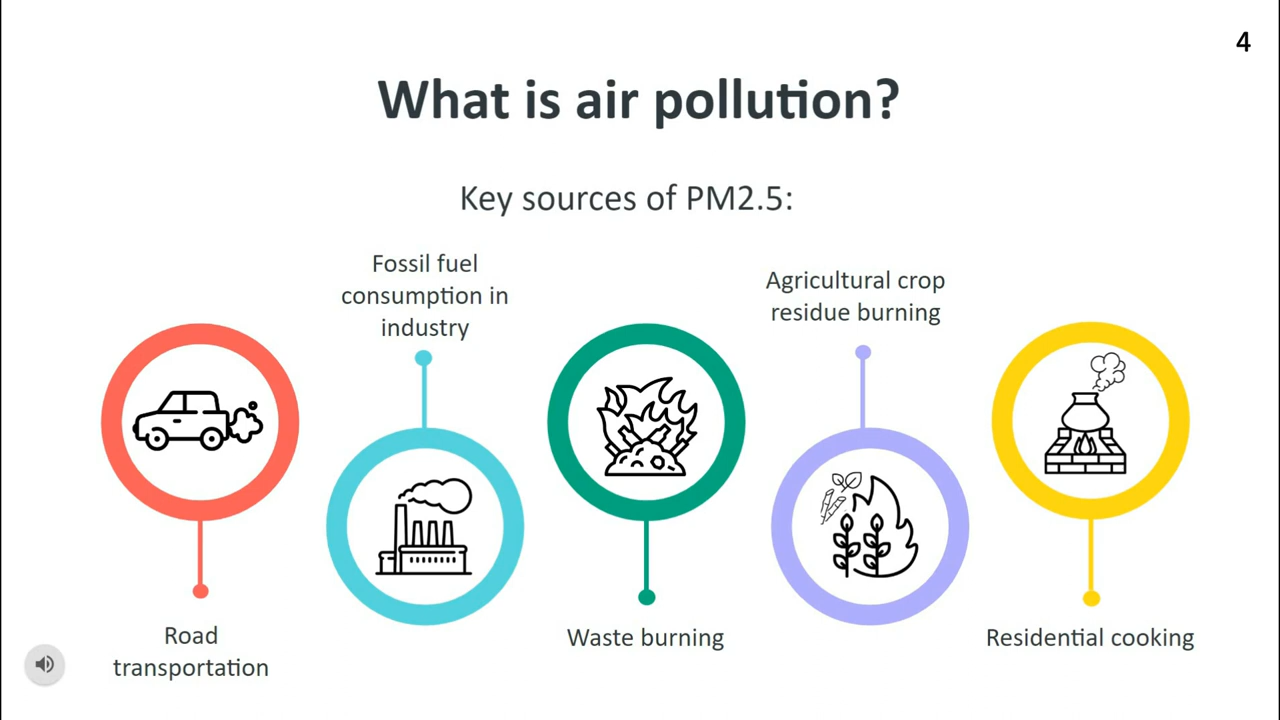 4
What is air pollution?
Key sources of PM2.5:
Fossil fuel
consumption in
industry
Agricultural crop
residue burning
Road
transportation
Waste burning
Residential cooking